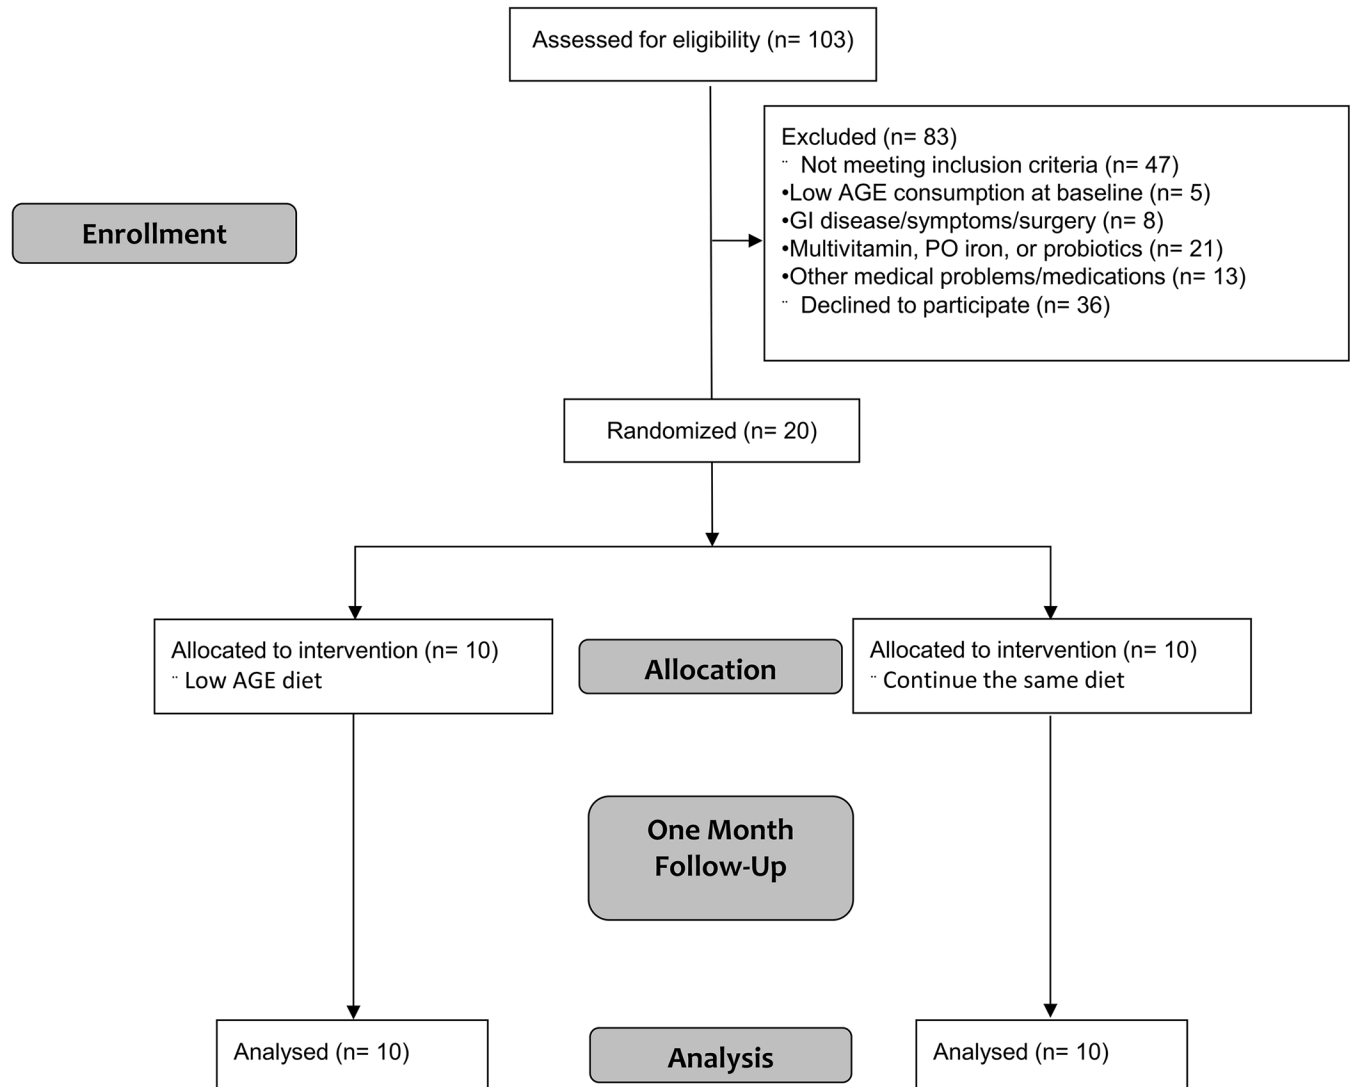 Assessed for eligibility (n= 103)
Excluded (n= 83)
¨ Not meeting inclusion criteria (n= 47)
•Low AGE consumption at baseline (n= 5)
•GI disease/symptoms/surgery (n= 8)
•Multivitamin, PO iron, or probiotics (n= 21)
•Other medical problems/medications (n= 13)
¨ Declined to participate (n= 36)
Enrollment
Randomized (n= 20)
Allocated to intervention (n= 10)
¨ Low AGE diet
Allocation
Allocated to intervention (n= 10)
¨ Continue the same diet
One Month
Follow-Up
Analysed (n= 10)
Analysis
Analysed (n= 10)